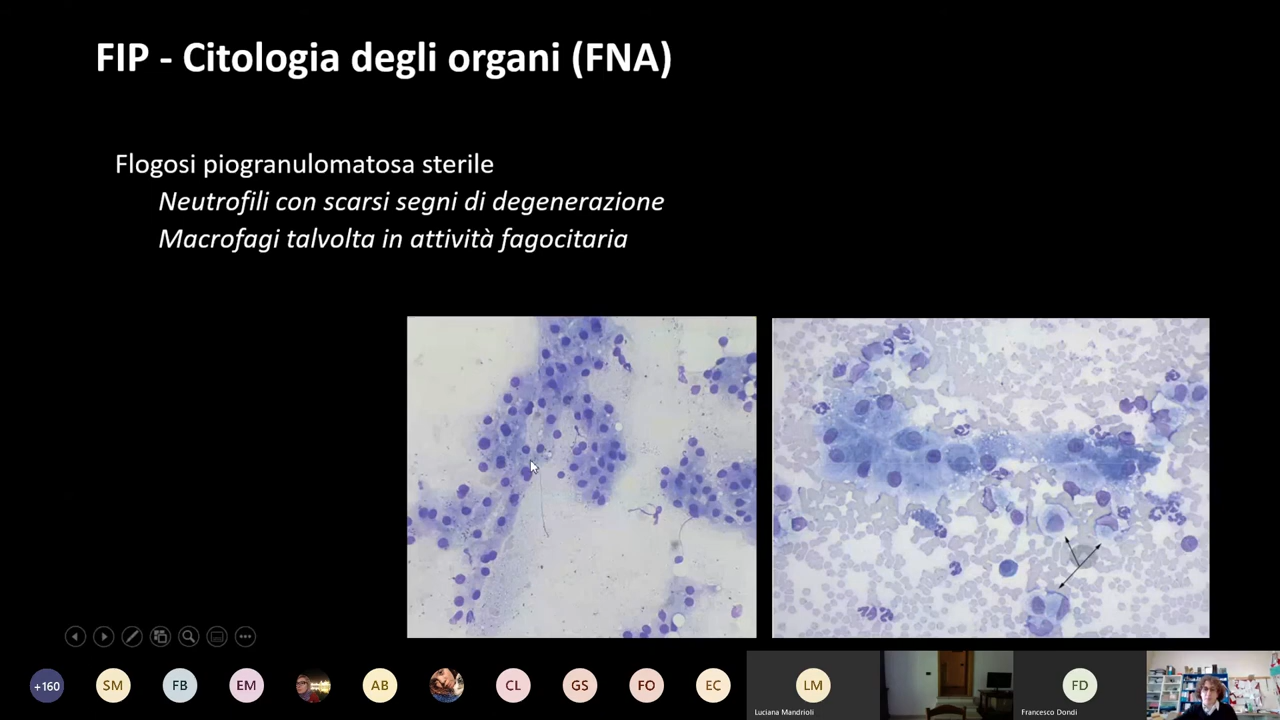 FIP - Citologia degli organi (FNA)
Flogosi piogranulomatosa sterile
Neutrofili con scarsi segni di degenerazione
Macrofagi talvolta in attività fagocitaria
+160
SM
FB
EM
AB
CL
GS
FO
EC
LM
FD
Luciana Mandrioli
Francesco Dondi